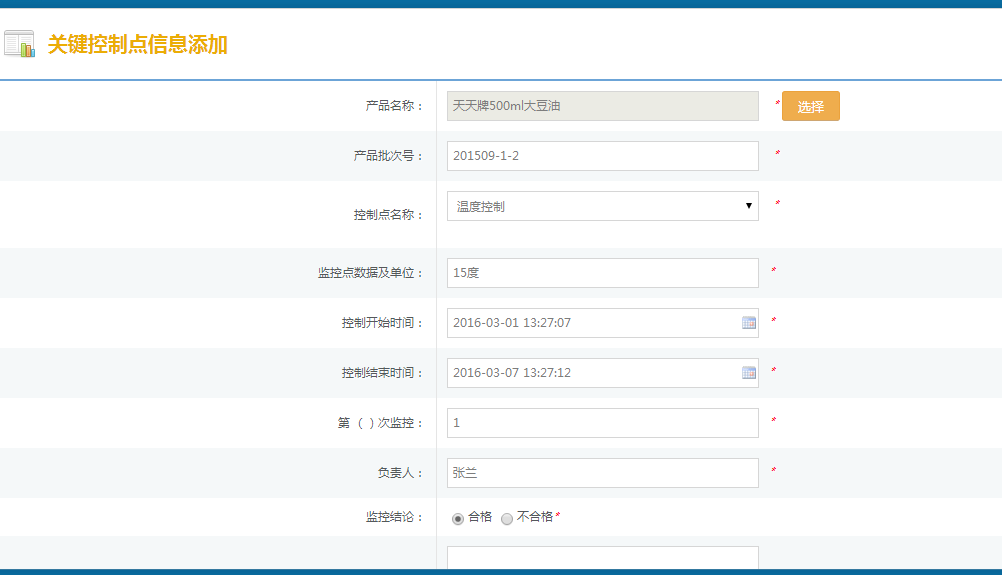 关键控制点信息添加
产品名称： 天天牌500ml大豆油 * 选择
产品批次号： 201509-1-2 *
控制点名称： 温度控制 *
监控点数据及单位： 15度 *
控制开始时间： 2016-03-01 13:27:07 *
控制结束时间： 2016-03-07 13:27:12 *
第（ ）次监控： 1 *
负责人： 张兰 *
监控结论： 合格 不合格*